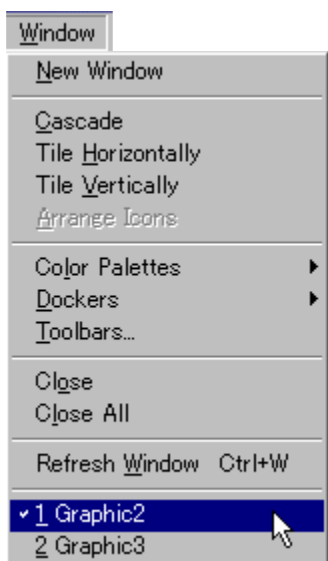 Window
New Window
Cascade
Tile Horizontally
Tile Vertically
Arrange Icons
Color Palettes
Dockers
Toolbars...
Close
Close All
Refresh Window Ctrl+W
1 Graphic2
2 Graphic3